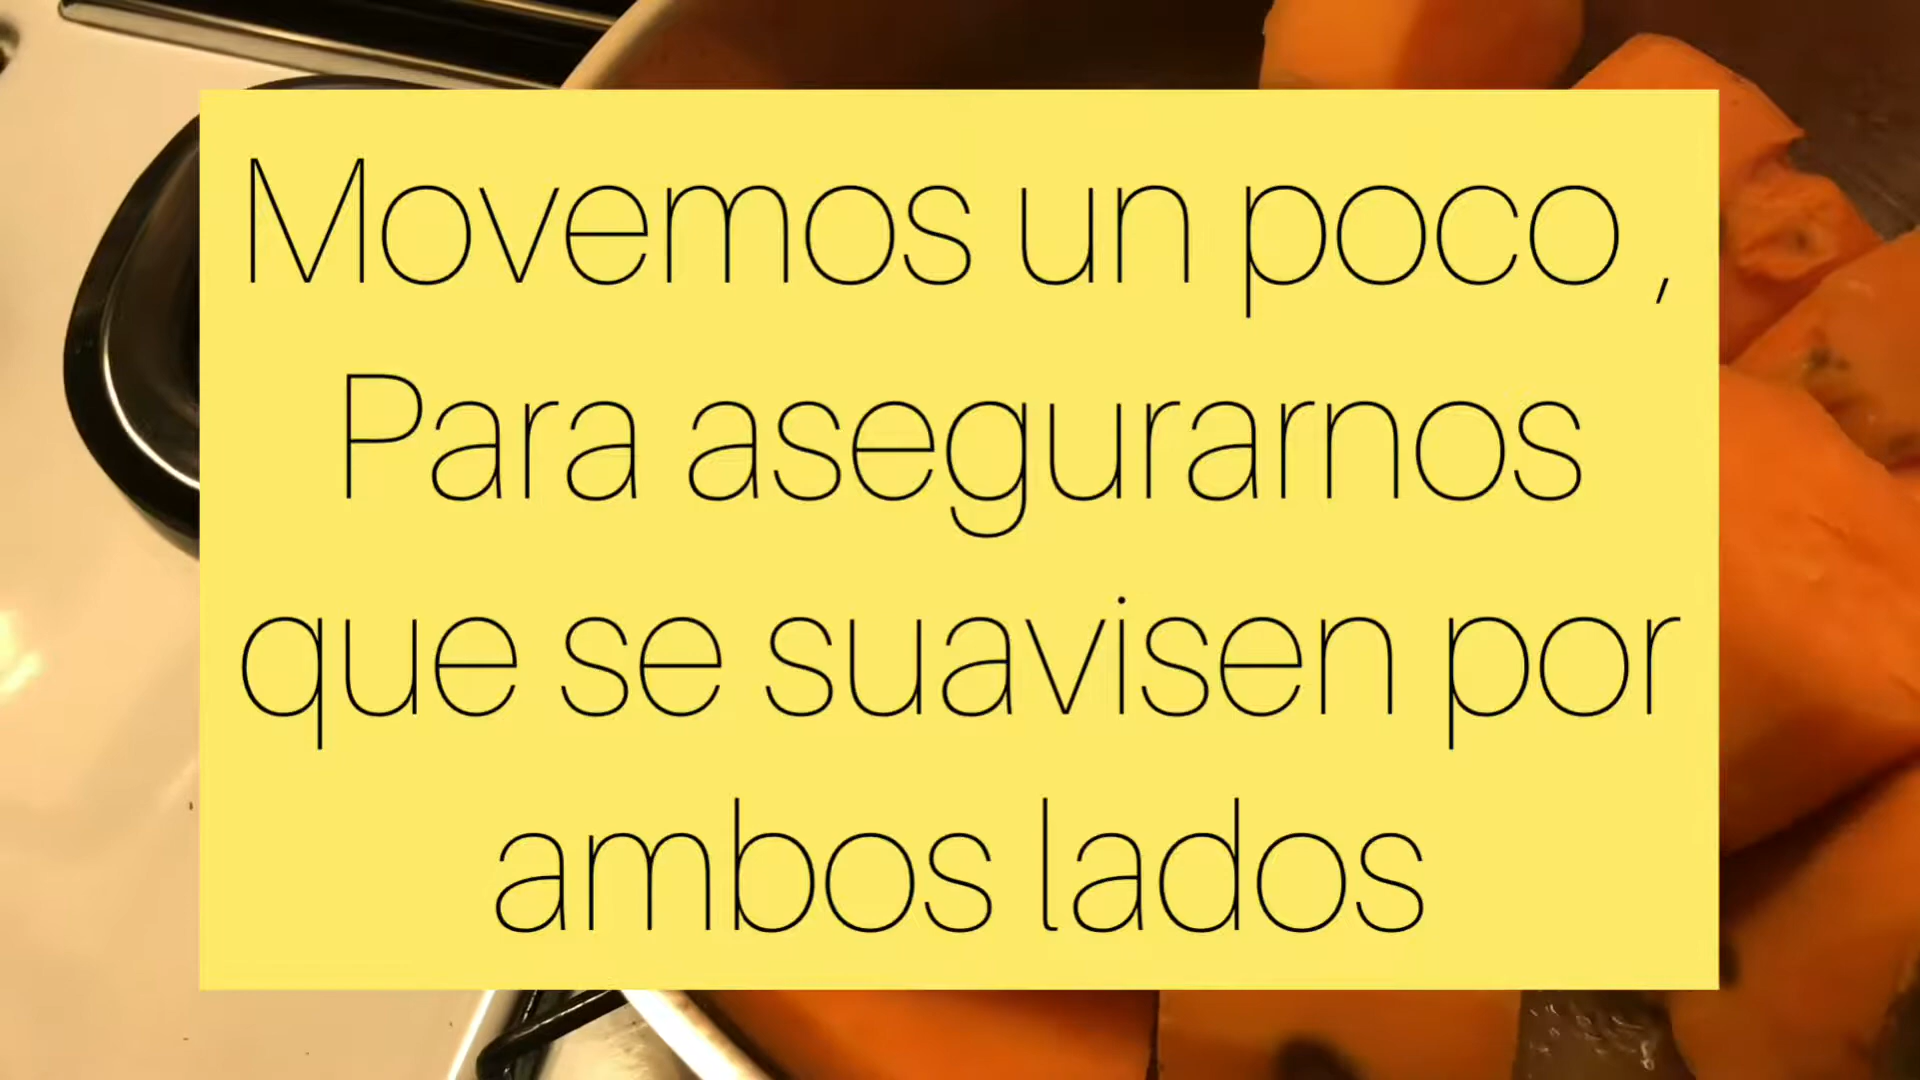 Movemos un poco ,
Para asegurarnos
que se suavisen por
ambos lados